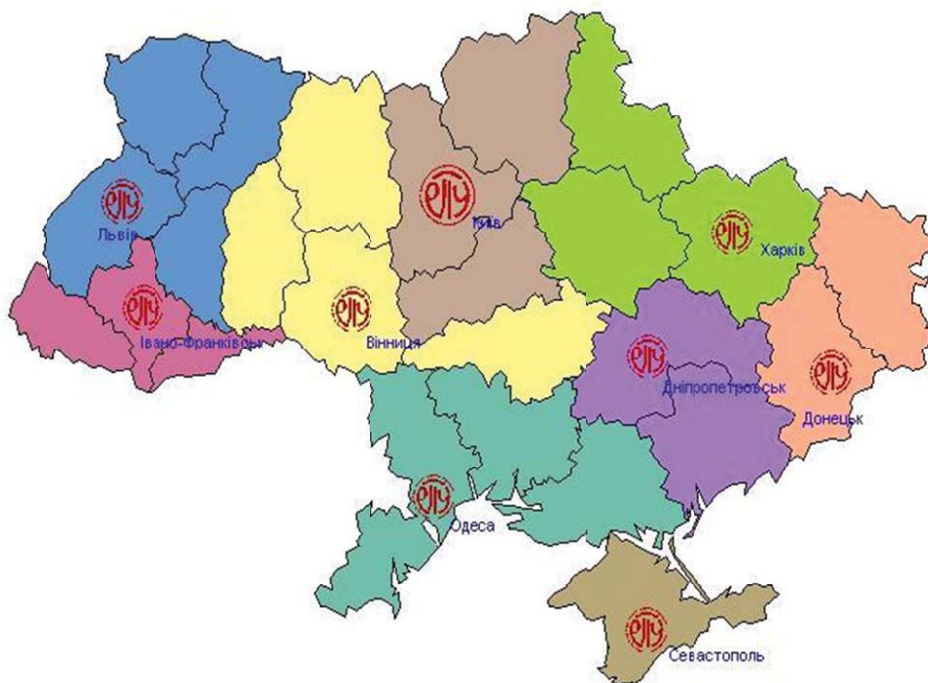 Київ
Львів
Харків
Івано-Франківськ
Вінниця
Дніпропетровськ
Донецьк
Одеса
Севастополь